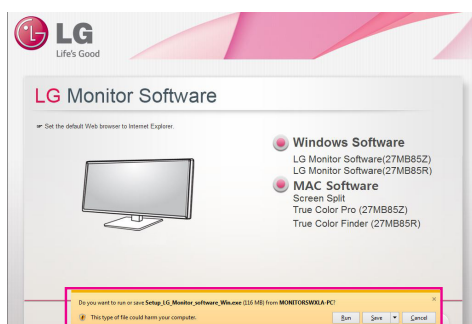 LG
Life's Good
LG Monitor Software
☞ Set the default Web browser to Internet Explorer.
Windows Software
LG Monitor Software(27MB85Z)
LG Monitor Software(27MB85R)
MAC Software
Screen Split
True Color Pro (27MB85Z)
True Color Finder (27MB85R)
Do you want to run or save Setup_LG_Monitor_software_Win.exe (116 MB) from MONITORSWXLA-PC?
This type of file could harm your computer.
Run Save Cancel